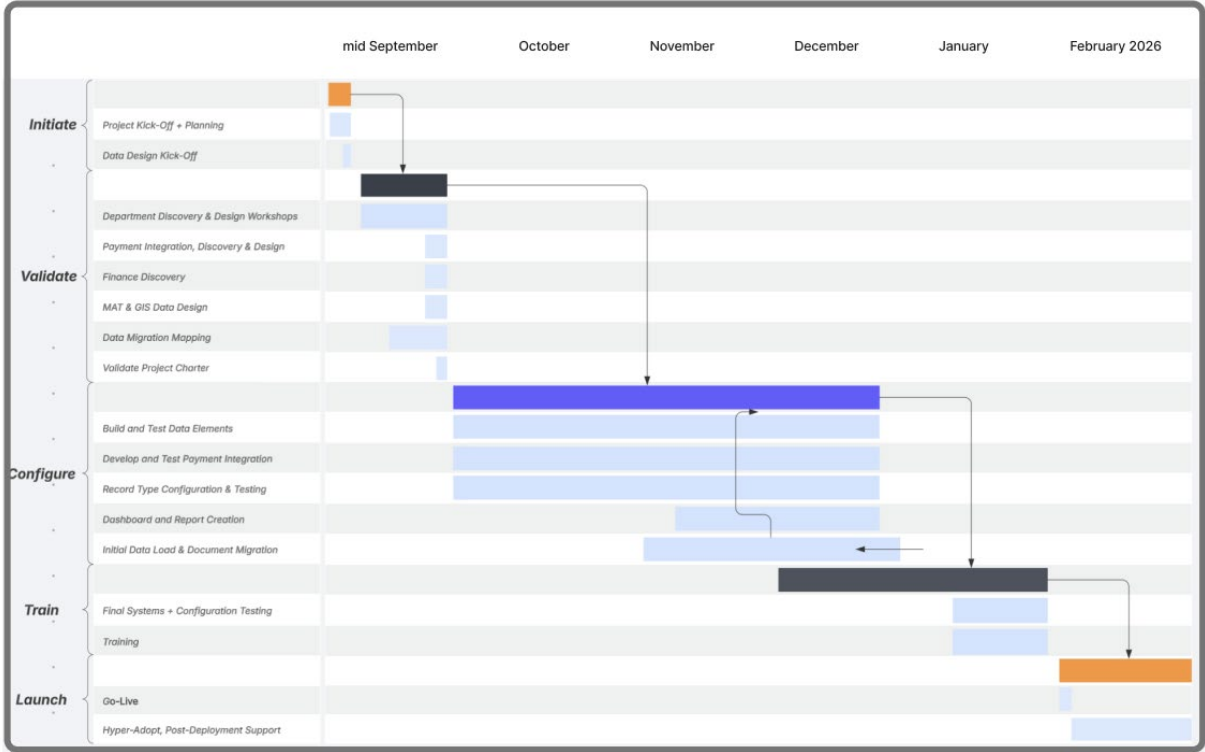 mid September October November December January February 2026
Initiate
Project Kick-Off + Planning
Data Design Kick-Off
Validate
Department Discovery & Design Workshops
Payment Integration, Discovery & Design
Finance Discovery
MAT & GIS Data Design
Data Migration Mapping
Validate Project Charter
Configure
Build and Test Data Elements
Develop and Test Payment Integration
Record Type Configuration & Testing
Dashboard and Report Creation
Initial Data Load & Document Migration
Train
Final Systems + Configuration Testing
Training
Launch
Go-Live
Hyper-Adopt, Post-Deployment Support